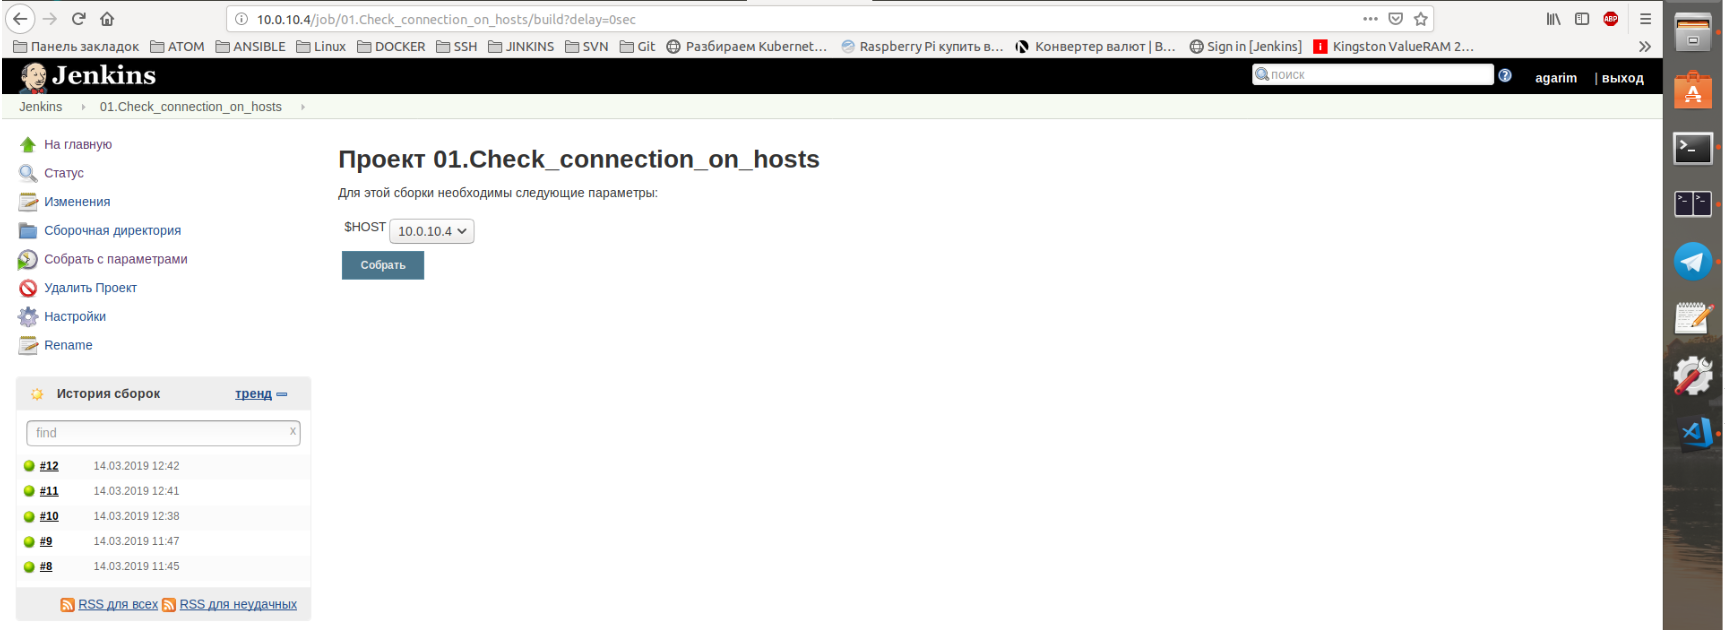 10.0.10.4/job/01.Check_connection_on_hosts/build?delay=0sec
ABP
Панель закладок ATOM ANSIBLE Linux DOCKER SSH JINKINS SVN Git Разбираем Kubernet... Raspberry Pi купить в... Конвертер валют | В... Sign in [Jenkins] Kingston ValueRAM 2...
Jenkins
поиск
agarim | выход
Jenkins 01.Check_connection_on_hosts
На главную
Статус
Изменения
Сборочная директория
Собрать с параметрами
Удалить Проект
Настройки
Rename
Проект 01.Check_connection_on_hosts
Для этой сборки необходимы следующие параметры:
$HOST 10.0.10.4
Собрать
История сборок тренд
find x
#12 14.03.2019 12:42
#11 14.03.2019 12:41
#10 14.03.2019 12:38
#9 14.03.2019 11:47
#8 14.03.2019 11:45
RSS для всех RSS для неудачных